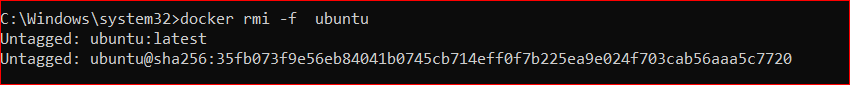 C:\Windows\system32>docker rmi -f  ubuntu
Untagged: ubuntu:latest
Untagged: ubuntu@sha256:35fb073f9e56eb84041b0745cb714eff0f7b225ea9e024f703cab56aaa5c7720